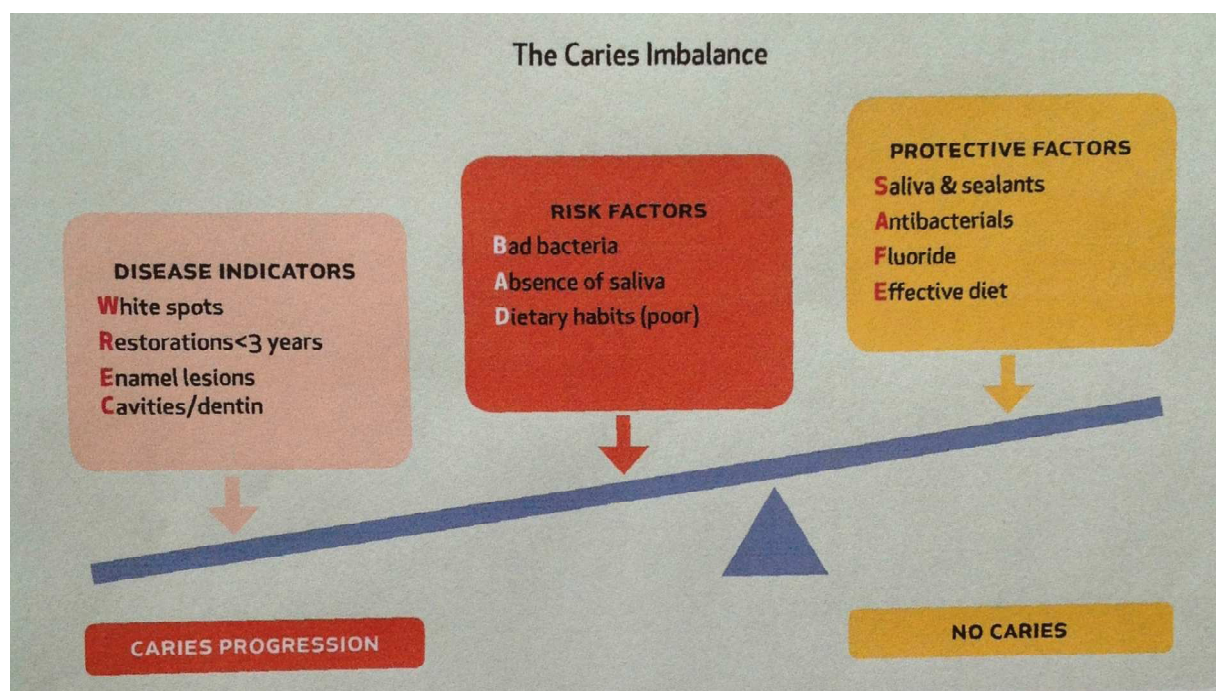 The Caries Imbalance
DISEASE INDICATORS
White spots
Restorations<3 years
Enamel lesions
Cavities/dentin
RISK FACTORS
Bad bacteria
Absence of saliva
Dietary habits (poor)
PROTECTIVE FACTORS
Saliva & sealants
Antibacterials
Fluoride
Effective diet
CARIES PROGRESSION
NO CARIES